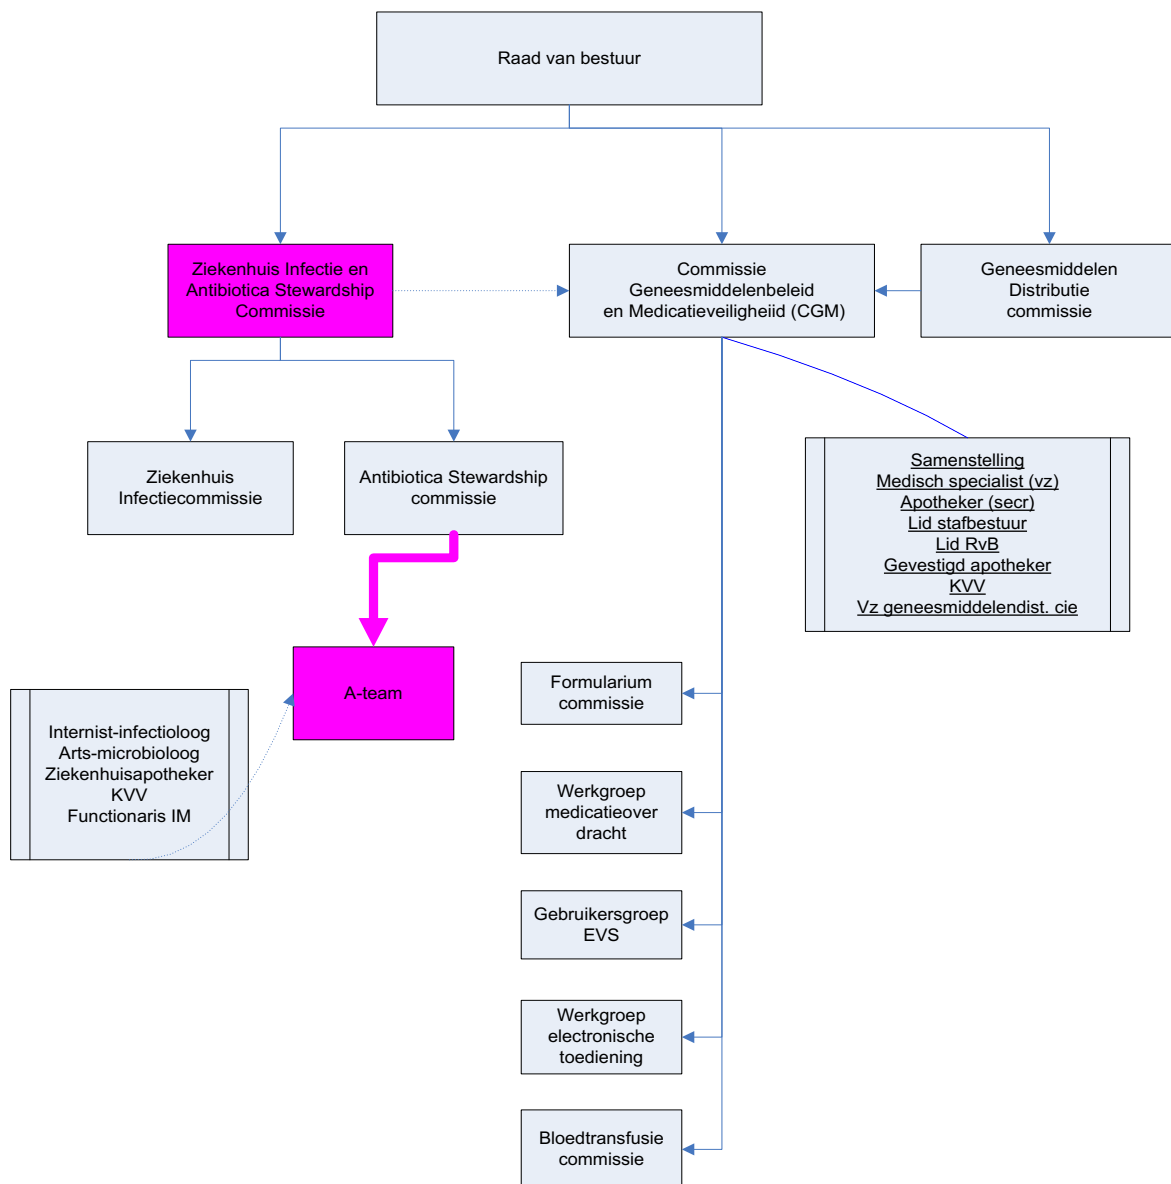 Raad van bestuur
Ziekenhuis Infectie en
Antibiotica Stewardship
Commissie
Commissie
Geneesmiddelenbeleid
en Medicatieveiligheiid (CGM)
Geneesmiddelen
Distributie
commissie
Ziekenhuis
Infectiecommissie
Antibiotica Stewardship
commissie
Samenstelling
Medisch specialist (vz)
Apotheker (secr)
Lid stafbestuur
Lid RvB
Gevestigd apotheker
KVV
Vz geneesmiddelendist. cie
A-team
Internist-infectioloog
Arts-microbioloog
Ziekenhuisapotheker
KVV
Functionaris IM
Formularium
commissie
Werkgroep
medicatieover
dracht
Gebruikersgroep
EVS
Werkgroep
electronische
toediening
Bloedtransfusie
commissie